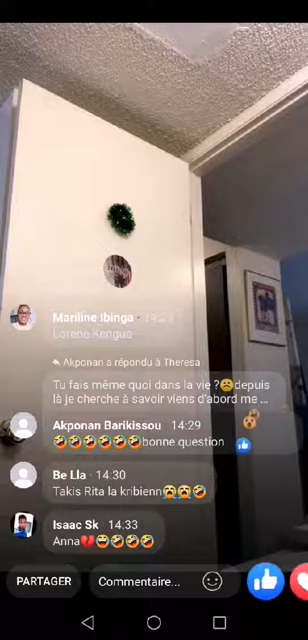 Mariline Ibinga · 14:23
Lorene Kengue
Akponan a répondu à Theresa
Tu fais même quoi dans la vie ?☹️depuis
là je cherche à savoir viens d'abord me ...
Akponan Barikissou 14:29
🤣🤣🤣🤣🤣🤣bonne question
Be Lla · 14:30
Takis Rita la kribienn😭😭🤣
Isaac Sk · 14:33
Anna💔😂🤣🤣🤣
PARTAGER
Commentaire...